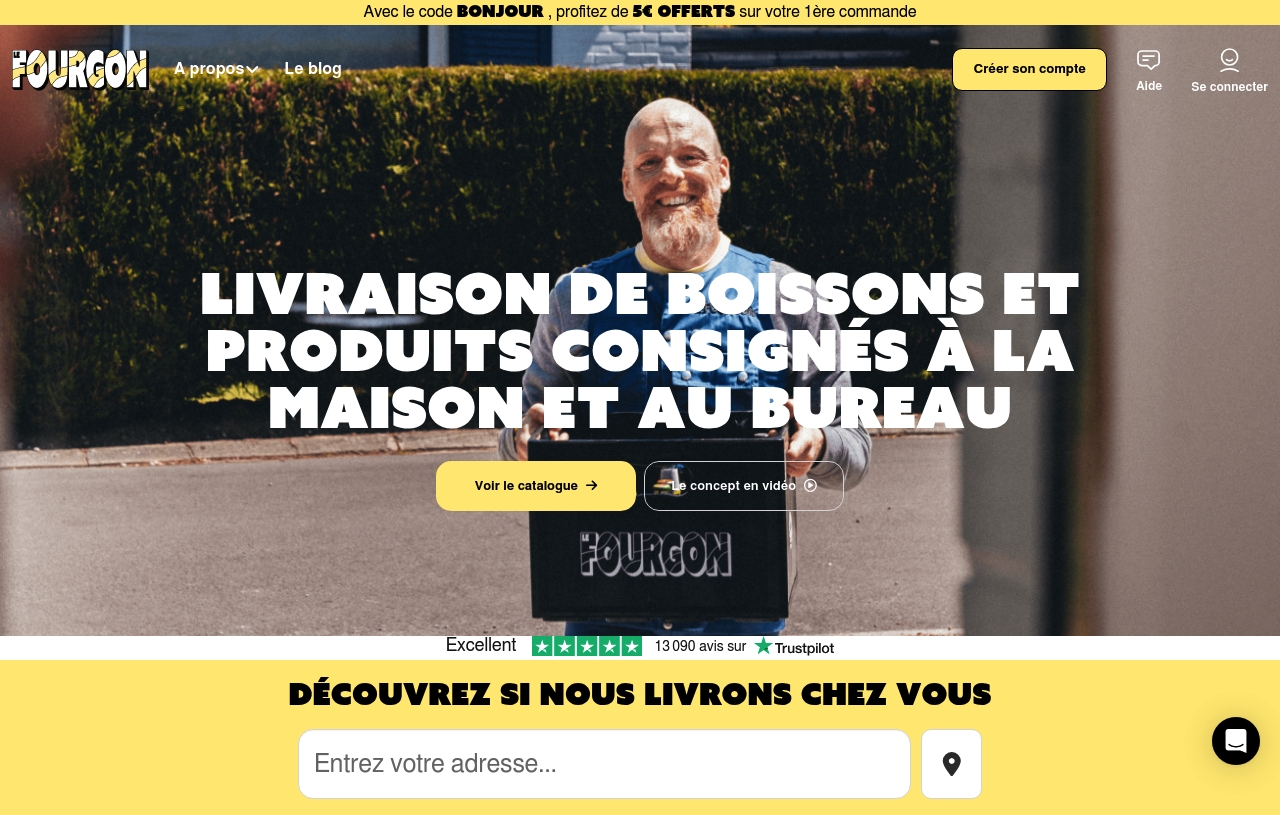 Avec le code BONJOUR , profitez de 5€ OFFERTS sur votre 1ère commande
LE FOURGON
A propos
Le blog
Créer son compte
Aide
Se connecter
LIVRAISON DE BOISSONS ET
PRODUITS CONSIGNÉS À LA
MAISON ET AU BUREAU
Voir le catalogue
Le concept en vidéo
LE FOURGON
Excellent
13 090 avis sur
Trustpilot
DÉCOUVREZ SI NOUS LIVRONS CHEZ VOUS
Entrez votre adresse...